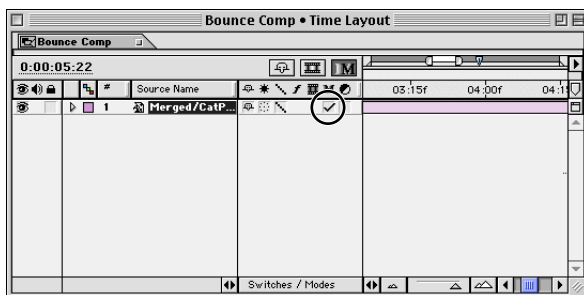 Bounce Comp • Time Layout
Bounce Comp
0:00:05:22
M
# Source Name M 03:15f 04:00f 04:1
1 Merged/CatP...
Switches / Modes